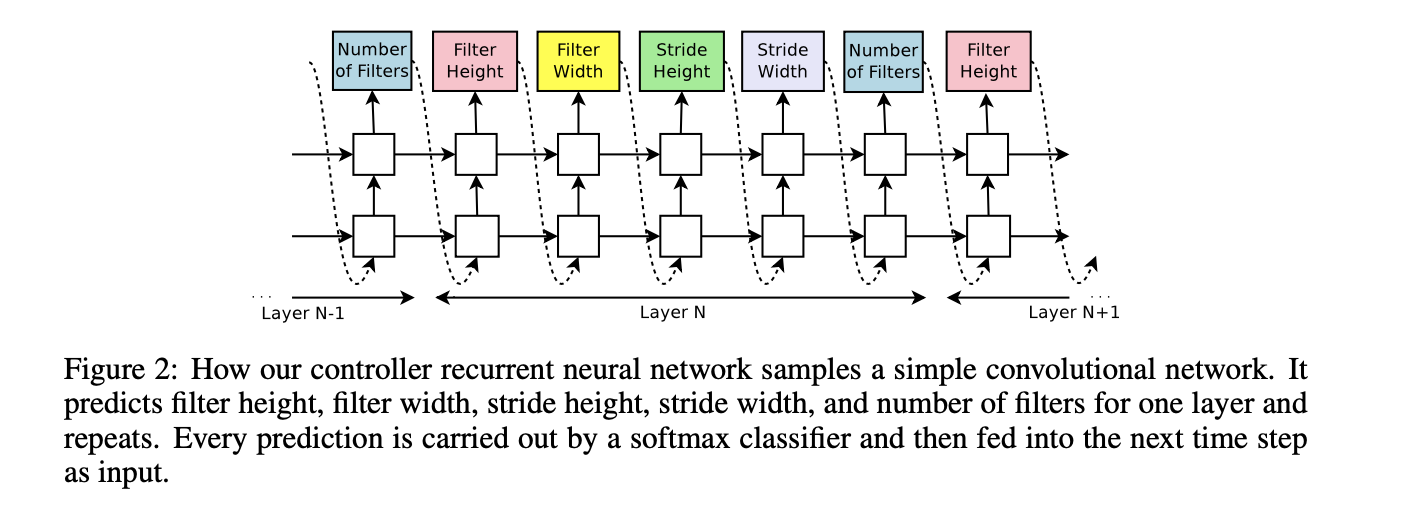 Number of Filters
Filter Height
Filter Width
Stride Height
Stride Width
Number of Filters
Filter Height
...
Layer N-1
Layer N
...
Layer N+1
Figure 2: How our controller recurrent neural network samples a simple convolutional network. It
predicts filter height, filter width, stride height, stride width, and number of filters for one layer and
repeats. Every prediction is carried out by a softmax classifier and then fed into the next time step
as input.